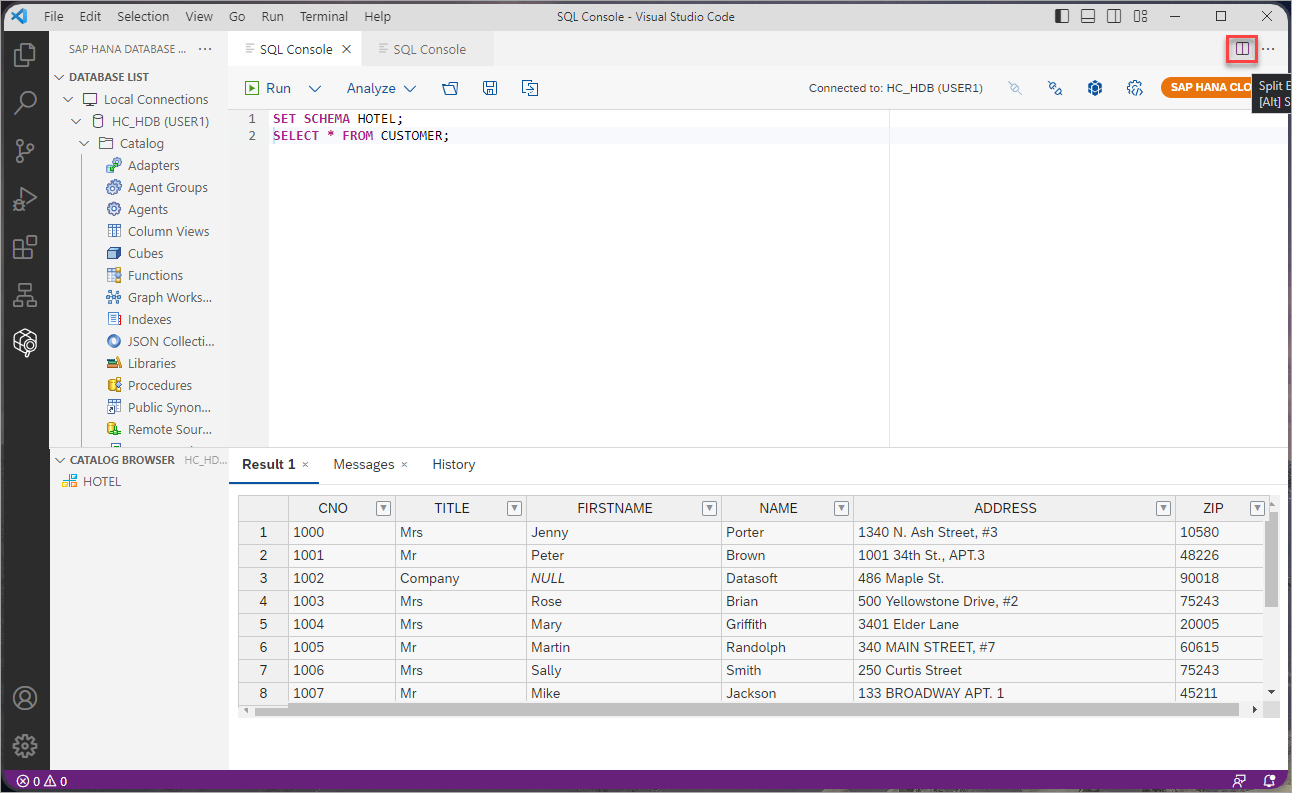 File Edit Selection View Go Run Terminal Help
SQL Console - Visual Studio Code
SAP HANA DATABASE ...
SQL Console
SQL Console
DATABASE LIST
Local Connections
HC_HDB (USER1)
Catalog
Adapters
Agent Groups
Agents
Column Views
Cubes
Functions
Graph Works...
Indexes
JSON Collecti...
Libraries
Procedures
Public Synon...
Remote Sour...
CATALOG BROWSER HC_HD...
HOTEL
Run Analyze
Connected to: HC_HDB (USER1)
SAP HANA CLO
Split E
[Alt] S
1 SET SCHEMA HOTEL;
2 SELECT * FROM CUSTOMER;
Result 1 × Messages × History
CNO TITLE FIRSTNAME NAME ADDRESS ZIP
1 1000 Mrs Jenny Porter 1340 N. Ash Street, #3 10580
2 1001 Mr Peter Brown 1001 34th St., APT.3 48226
3 1002 Company NULL Datasoft 486 Maple St. 90018
4 1003 Mrs Rose Brian 500 Yellowstone Drive, #2 75243
5 1004 Mrs Mary Griffith 3401 Elder Lane 20005
6 1005 Mr Martin Randolph 340 MAIN STREET, #7 60615
7 1006 Mrs Sally Smith 250 Curtis Street 75243
8 1007 Mr Mike Jackson 133 BROADWAY APT. 1 45211
0 0